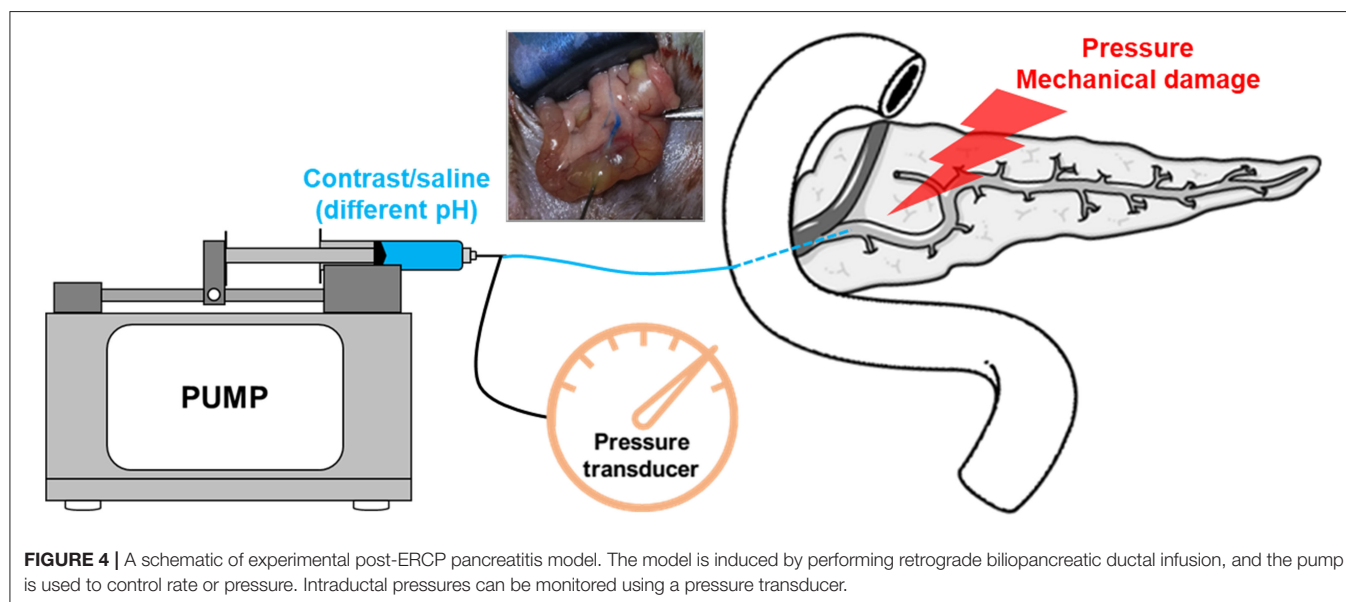 Pressure
Mechanical damage
Contrast/saline
(different pH)
PUMP
Pressure
transducer
FIGURE 4 | A schematic of experimental post-ERCP pancreatitis model. The model is induced by performing retrograde biliopancreatic ductal infusion, and the pump
is used to control rate or pressure. Intraductal pressures can be monitored using a pressure transducer.